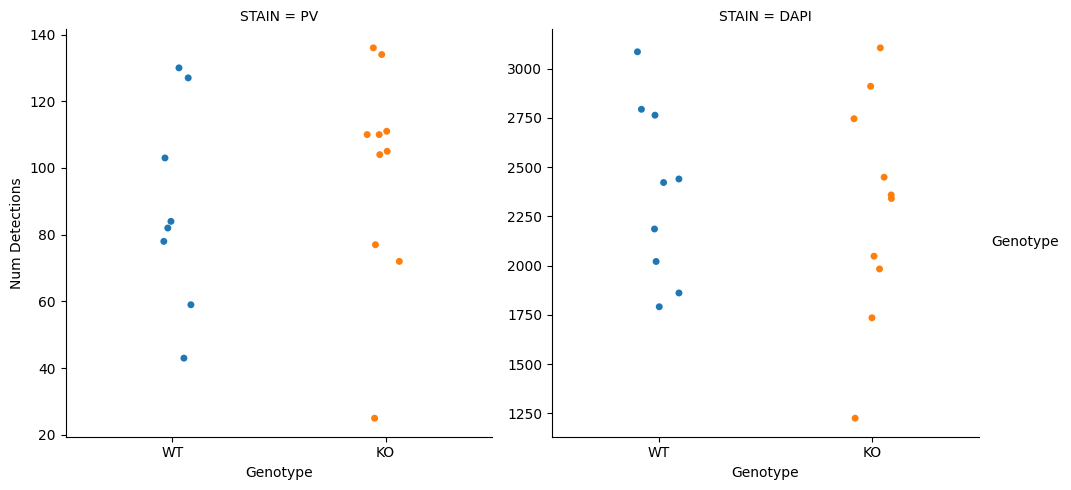 STAIN = PV
STAIN = DAPI
140
120
100
80
60
40
20
Num Detections
WT
KO
Genotype
3000
2750
2500
2250
2000
1750
1500
1250
WT
KO
Genotype
Genotype